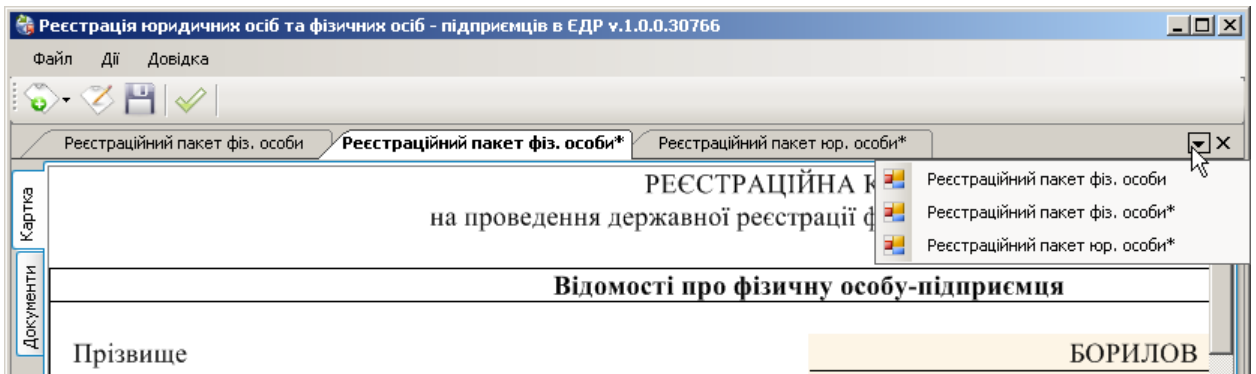 Реєстрація юридичних осіб та фізичних осіб - підприємців в ЄДР v.1.0.0.30766
Файл Дії Довідка
Реєстраційний пакет фіз. особи Реєстраційний пакет фіз. особи* Реєстраційний пакет юр. особи*
Реєстраційний пакет фіз. особи
Реєстраційний пакет фіз. особи*
Реєстраційний пакет юр. особи*
Картка
Документи
РЕЄСТРАЦІЙНА
на проведення державної реєстрації
Відомості про фізичну особу-підприємця
Прізвище БОРИЛОВ